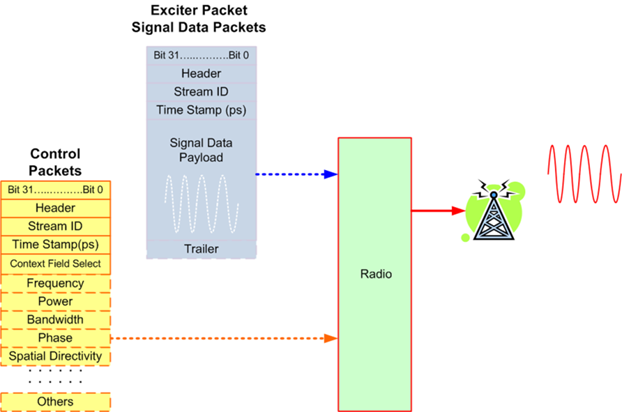 Exciter Packet
Signal Data Packets
Bit 31...............Bit 0
Header
Stream ID
Time Stamp (ps)
Signal Data
Payload
Trailer
Control
Packets
Bit 31...............Bit 0
Header
Stream ID
Time Stamp(ps)
Context Field Select
Frequency
Power
Bandwidth
Phase
Spatial Directivity
. . . . . .
Others
Radio